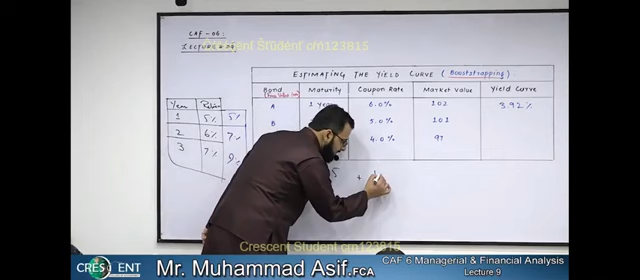 CAF-06
LECTURE # 09
Crescent Student crn123815
ESTIMATING THE YIELD CURVE (Bootstrapping)
Bond Maturity Coupon Rate Market Value Yield Curve
A 1 Year 6.0% 102 3.92%
B 5.0% 101
4.0% 97
Year Return
1 5% 5%
2 6% 7%
3 7% 9%
5 +
Crescent Student crn123815
CRESCENT
CAF 6 Managerial & Financial Analysis
Mr. Muhammad Asif,FCA Lecture 9